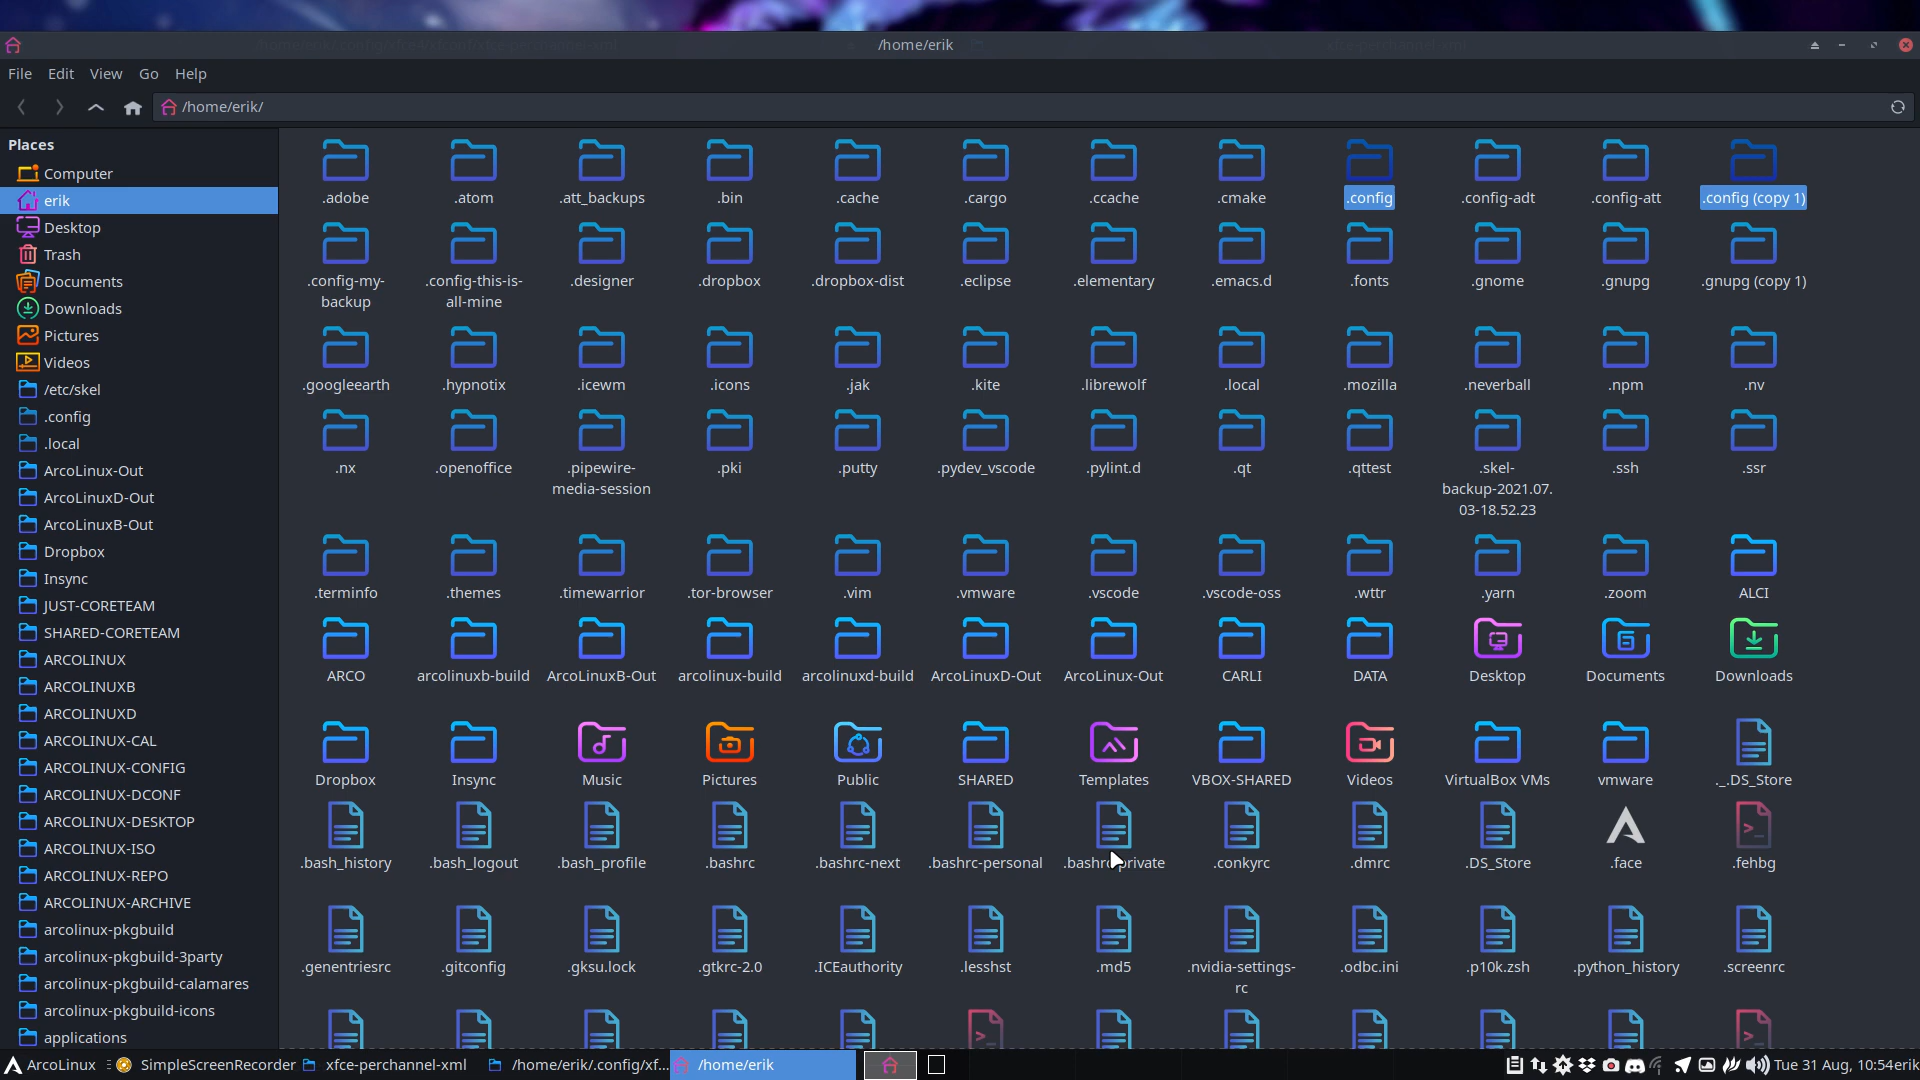 /home/erik
File Edit View Go Help
/home/erik/
Places
Computer
erik
Desktop
Trash
Documents
Downloads
Pictures
Videos
/etc/skel
.config
.local
ArcoLinux-Out
ArcoLinuxD-Out
ArcoLinuxB-Out
Dropbox
Insync
JUST-CORETEAM
SHARED-CORETEAM
ARCOLINUX
ARCOLINUXB
ARCOLINUXD
ARCOLINUX-CAL
ARCOLINUX-CONFIG
ARCOLINUX-DCONF
ARCOLINUX-DESKTOP
ARCOLINUX-ISO
ARCOLINUX-REPO
ARCOLINUX-ARCHIVE
arcolinux-pkgbuild
arcolinux-pkgbuild-3party
arcolinux-pkgbuild-calamares
arcolinux-pkgbuild-icons
applications
.adobe .atom .att_backups .bin .cache .cargo .ccache .cmake .config .config-adt .config-att .config (copy 1)
.config-my- .config-this-is- .designer .dropbox .dropbox-dist .eclipse .elementary .emacs.d .fonts .gnome .gnupg .gnupg (copy 1)
backup all-mine
.googleearth .hypnotix .icewm .icons .jak .kite .librewolf .local .mozilla .neverball .npm .nv
.nx .openoffice .pipewire- .pki .putty .pydev_vscode .pylint.d .qt .qttest .skel- .ssh .ssr
media-session backup-2021.07.
03-18.52.23
.terminfo .themes .timewarrior .tor-browser .vim .vmware .vscode .vscode-oss .wttr .yarn .zoom ALCI
ARCO arcolinuxb-build ArcoLinuxB-Out arcolinux-build arcolinuxd-build ArcoLinuxD-Out ArcoLinux-Out CARLI DATA Desktop Documents Downloads
Dropbox Insync Music Pictures Public SHARED Templates VBOX-SHARED Videos VirtualBox VMs vmware ._.DS_Store
.bash_history .bash_logout .bash_profile .bashrc .bashrc-next .bashrc-personal .bashrc-private .conkyrc .dmrc .DS_Store .face .fehbg
.genentriesrc .gitconfig .gksu.lock .gtkrc-2.0 .ICEauthority .lesshst .md5 .nvidia-settings- .odbc.ini .p10k.zsh .python_history .screenrc
rc
ArcoLinux SimpleScreenRecorder xfce-perchannel-xml /home/erik/.config/xf... /home/erik Tue 31 Aug, 10:54 erik